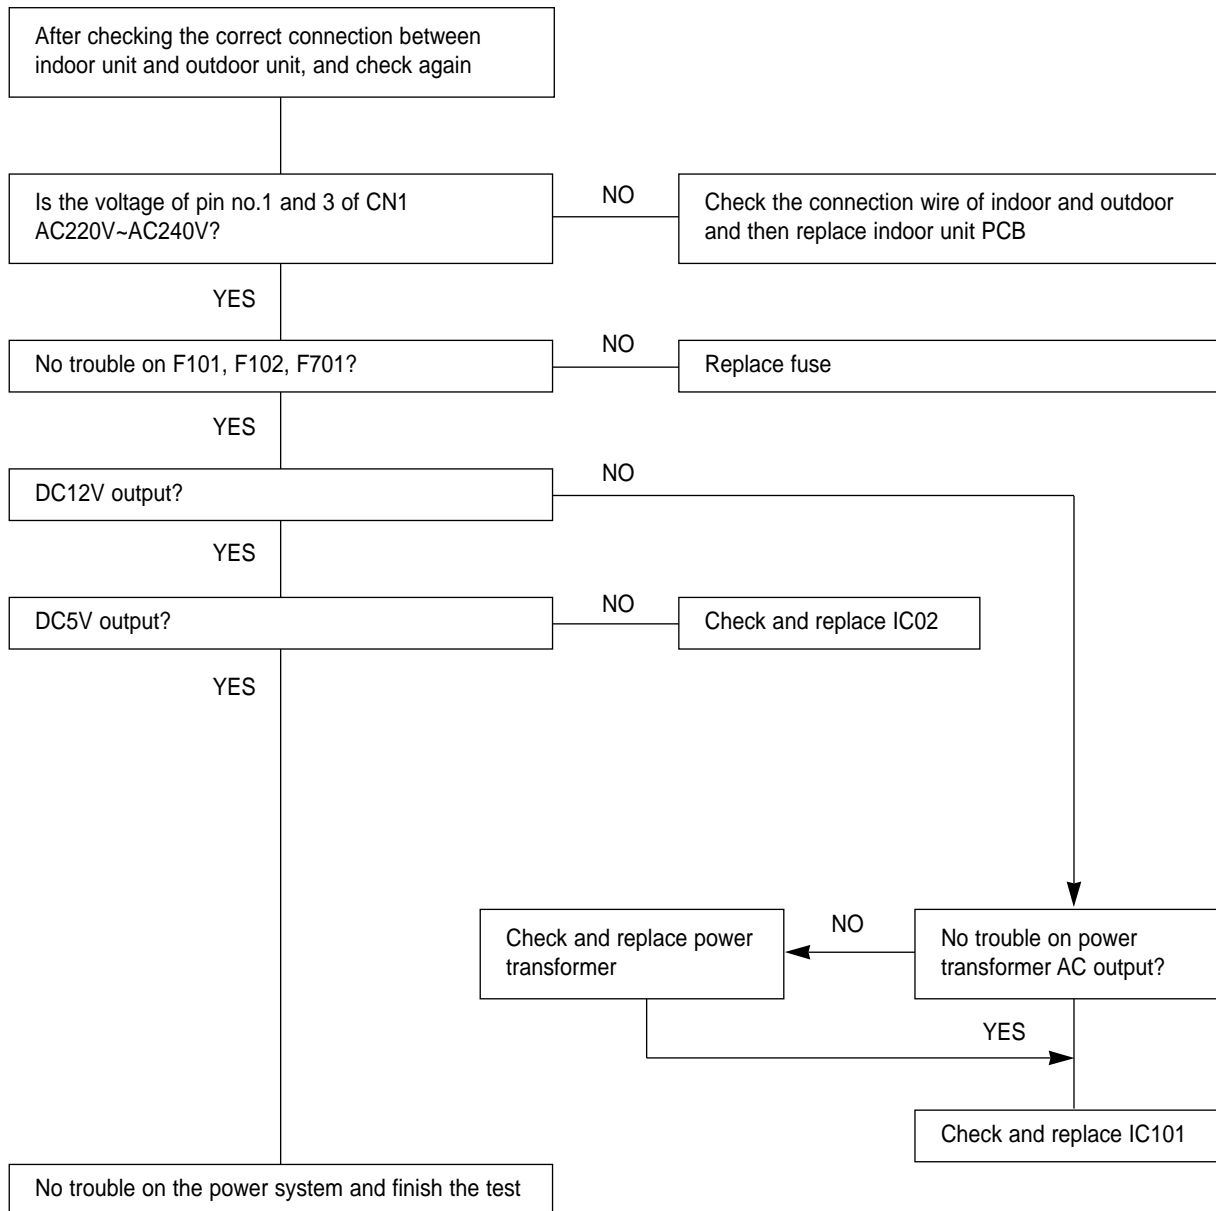 After checking the correct connection between
indoor unit and outdoor unit, and check again
Is the voltage of pin no.1 and 3 of CN1
AC220V~AC240V?
NO
Check the connection wire of indoor and outdoor
and then replace indoor unit PCB
YES
No trouble on F101, F102, F701?
NO
Replace fuse
YES
DC12V output?
NO
YES
DC5V output?
NO
Check and replace IC02
YES
Check and replace power
transformer
NO
No trouble on power
transformer AC output?
YES
Check and replace IC101
No trouble on the power system and finish the test